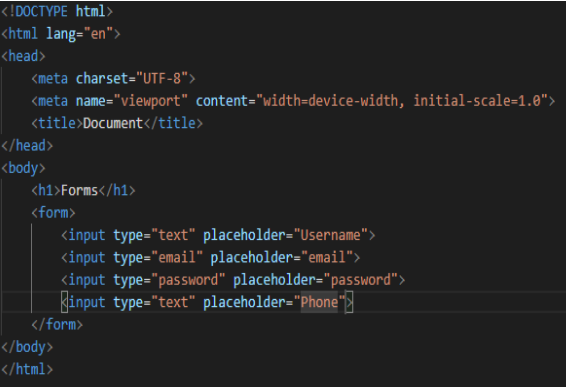 <!DOCTYPE html>
<html lang="en">
<head>
    <meta charset="UTF-8">
    <meta name="viewport" content="width=device-width, initial-scale=1.0">
    <title>Document</title>
</head>
<body>
    <h1>Forms</h1>
    <form>
        <input type="text" placeholder="Username">
        <input type="email" placeholder="email">
        <input type="password" placeholder="password">
        <input type="text" placeholder="Phone">
    </form>
</body>
</html>